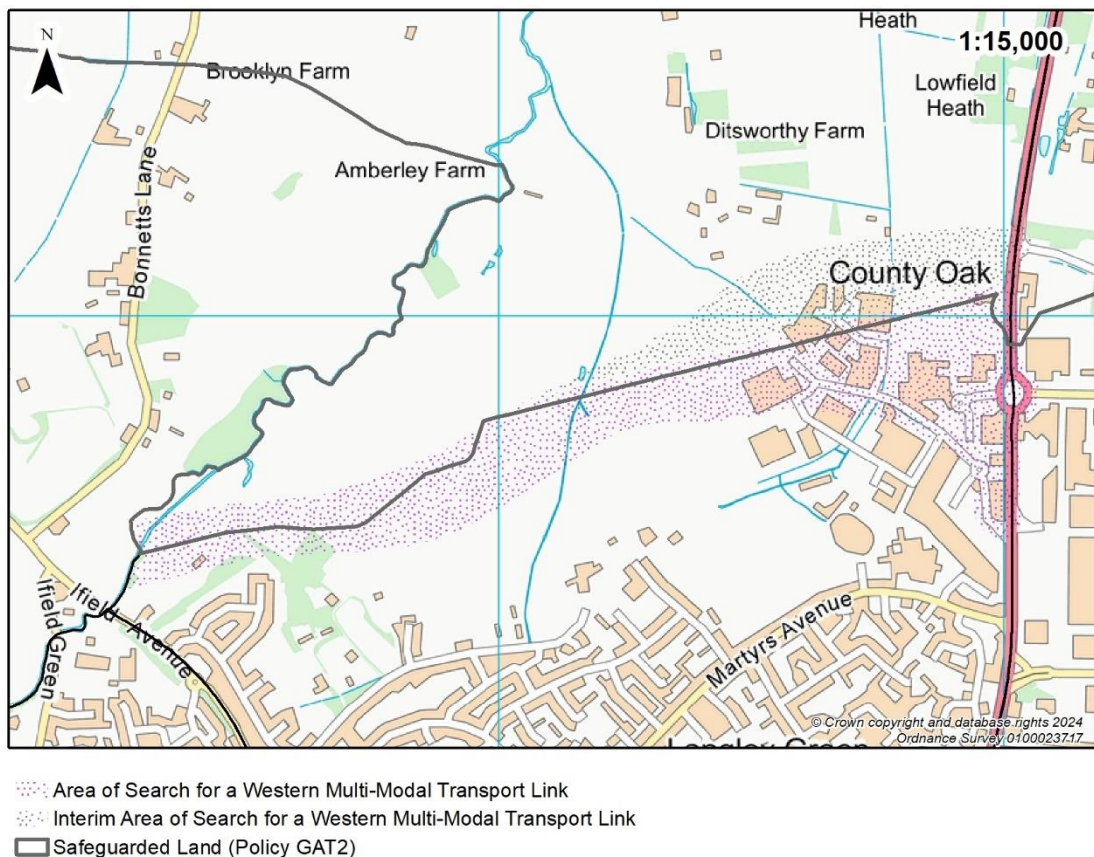 N
Heath
1:15,000
Brooklyn Farm
Lowfield
Heath
Ditsworthy Farm
Amberley Farm
Bonnetts Lane
County Oak
Ifield Avenue
Ifield Green
Martyrs Avenue
© Crown copyright and database rights 2024
Ordnance Survey 0100023717
Langley Green
Area of Search for a Western Multi-Modal Transport Link
Interim Area of Search for a Western Multi-Modal Transport Link
Safeguarded Land (Policy GAT2)